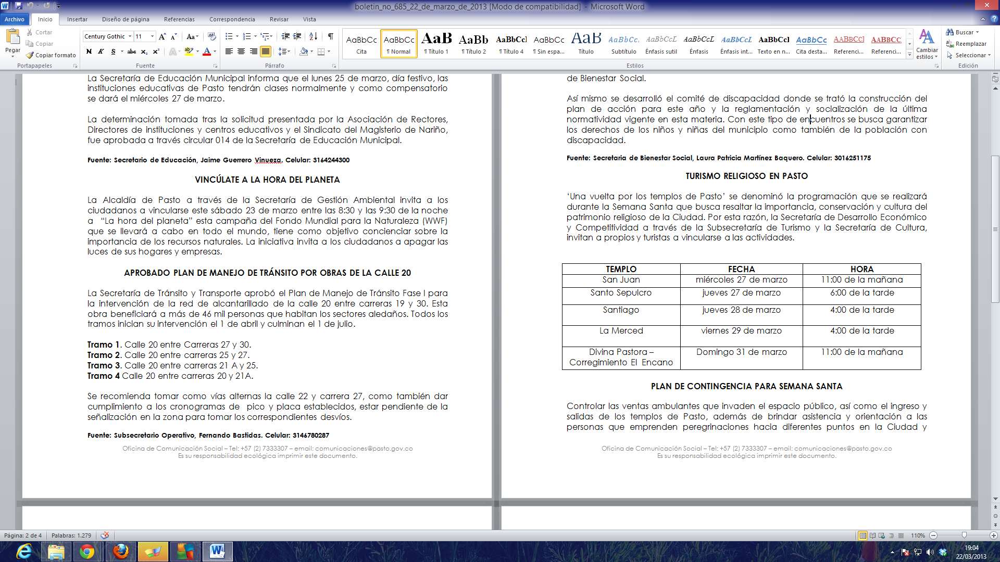 boletin_no_685_22_de_marzo_de_2013 [Modo de compatibilidad] - Microsoft Word
Archivo Inicio Insertar Diseño de página Referencias Correspondencia Revisar Vista
Pegar
Cortar
Copiar
Copiar formato
Portapapeles
Century Gothic 11
N K S abc x₂ x²
Fuente
Párrafo
AaBbCc AaBbCc AaB AaBb AaBbCcI AaBbCc AaB AaBbCc. AaBbCcL AaBbCcL AaBbCcL AaBbCcI AaBbCc AABBCCI AABBCC
Cita ¶ Normal ¶ Título 1 ¶ Título 2 ¶ Título 4 ¶ Sin espa... Título Subtítulo Énfasis sutil Énfasis Énfasis int... Texto en n... Cita desta... Referenci... Referenci...
Estilos
Cambiar estilos
Buscar
Reemplazar
Seleccionar
Edición
La Secretaría de Educación Municipal informa que el lunes 25 de marzo, día festivo, las
instituciones educativas de Pasto tendrán clases normalmente y como compensatorio
se dará el miércoles 27 de marzo.
La determinación tomada tras la solicitud presentada por la Asociación de Rectores,
Directores de instituciones y centros educativos y el Sindicato del Magisterio de Nariño,
fue aprobada a través circular 014 de la Secretaría de Educación Municipal.
Fuente: Secretario de Educación, Jaime Guerrero Vinueza. Celular: 3164244300
VINCÚLATE A LA HORA DEL PLANETA
La Alcaldía de Pasto a través de la Secretaría de Gestión Ambiental invita a los
ciudadanos a vincularse este sábado 23 de marzo entre las 8:30 y las 9:30 de la noche
a “La hora del planeta” esta campaña del Fondo Mundial para la Naturaleza (WWF)
que se llevará a cabo en todo el mundo, tiene como objetivo concienciar sobre la
importancia de los recursos naturales. La iniciativa invita a los ciudadanos a apagar las
luces de sus hogares y empresas.
APROBADO PLAN DE MANEJO DE TRÁNSITO POR OBRAS DE LA CALLE 20
La Secretaría de Tránsito y Transporte aprobó el Plan de Manejo de Tránsito Fase I para
la intervención de la red de alcantarillado de la calle 20 entre carreras 19 y 30. Esta
obra beneficiará a más de 46 mil personas que habitan los sectores aledaños. Todos los
tramos inician su intervención el 1 de abril y culminan el 1 de julio.
Tramo 1. Calle 20 entre Carreras 27 y 30.
Tramo 2. Calle 20 entre carreras 25 y 27.
Tramo 3. Calle 20 entre carreras 21 A y 25.
Tramo 4 Calle 20 entre carreras 20 y 21A.
Se recomienda tomar como vías alternas la calle 22 y carrera 27, como también dar
cumplimiento a los cronogramas de pico y placa establecidos, estar pendiente de la
señalización en la zona para tomar los correspondientes desvíos.
Fuente: Subsecretario Operativo, Fernando Bastidas. Celular: 3146780287
Oficina de Comunicación Social – Tel: +57 (2) 7333307 – email: comunicaciones@pasto.gov.co
Es su responsabilidad ecológica imprimir este documento.
de Bienestar Social.
Así mismo se desarrolló el comité de discapacidad donde se trató la construcción del
plan de acción para este año y la reglamentación y socialización de la última
normatividad vigente en esta materia. Con este tipo de encuentros se busca garantizar
los derechos de los niños y niñas del municipio como también de la población con
discapacidad.
Fuente: Secretaria de Bienestar Social, Laura Patricia Martínez Baquero. Celular: 3016251175
TURISMO RELIGIOSO EN PASTO
‘Una vuelta por los templos de Pasto’ se denominó la programación que se realizará
durante la Semana Santa que busca resaltar la importancia, conservación y cultura del
patrimonio religioso de la Ciudad. Por esta razón, la Secretaría de Desarrollo Económico
y Competitividad a través de la Subsecretaría de Turismo y la Secretaría de Cultura,
invitan a propios y turistas a vincularse a las actividades.
TEMPLO FECHA HORA
San Juan miércoles 27 de marzo 11:00 de la mañana
Santo Sepulcro jueves 27 de marzo 6:00 de la tarde
Santiago jueves 28 de marzo 4:00 de la tarde
La Merced viernes 29 de marzo 4:00 de la tarde
Divina Pastora – Domingo 31 de marzo 11:00 de la mañana
Corregimiento El Encano
PLAN DE CONTINGENCIA PARA SEMANA SANTA
Controlar las ventas ambulantes que invaden el espacio público, así como el ingreso y
salidas de los templos de Pasto, además de brindar asistencia y orientación a las
personas que emprenden peregrinaciones hacia diferentes puntos en la Ciudad y
Oficina de Comunicación Social – Tel: +57 (2) 7333307 – email: comunicaciones@pasto.gov.co
Es su responsabilidad ecológica imprimir este documento.
Página: 2 de 4 Palabras: 1.279
110%
19:04
22/03/2013